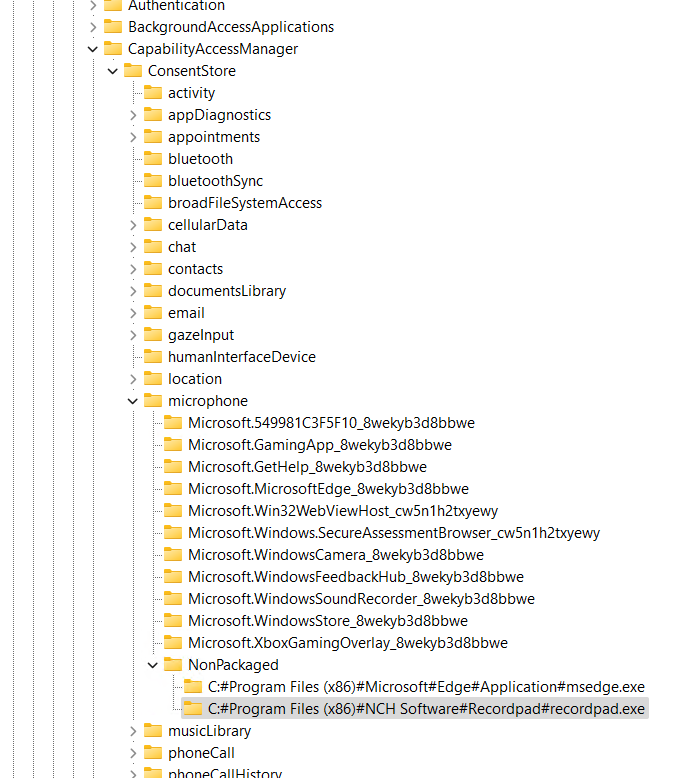 Authentication
BackgroundAccessApplications
CapabilityAccessManager
ConsentStore
activity
appDiagnostics
appointments
bluetooth
bluetoothSync
broadFileSystemAccess
cellularData
chat
contacts
documentsLibrary
email
gazeInput
humanInterfaceDevice
location
microphone
Microsoft.549981C3F5F10_8wekyb3d8bbwe
Microsoft.GamingApp_8wekyb3d8bbwe
Microsoft.GetHelp_8wekyb3d8bbwe
Microsoft.MicrosoftEdge_8wekyb3d8bbwe
Microsoft.Win32WebViewHost_cw5n1h2txyewy
Microsoft.Windows.SecureAssessmentBrowser_cw5n1h2txyewy
Microsoft.WindowsCamera_8wekyb3d8bbwe
Microsoft.WindowsFeedbackHub_8wekyb3d8bbwe
Microsoft.WindowsSoundRecorder_8wekyb3d8bbwe
Microsoft.WindowsStore_8wekyb3d8bbwe
Microsoft.XboxGamingOverlay_8wekyb3d8bbwe
NonPackaged
C:#Program Files (x86)#Microsoft#Edge#Application#msedge.exe
C:#Program Files (x86)#NCH Software#Recordpad#recordpad.exe
musicLibrary
phoneCall
phoneCallHistory